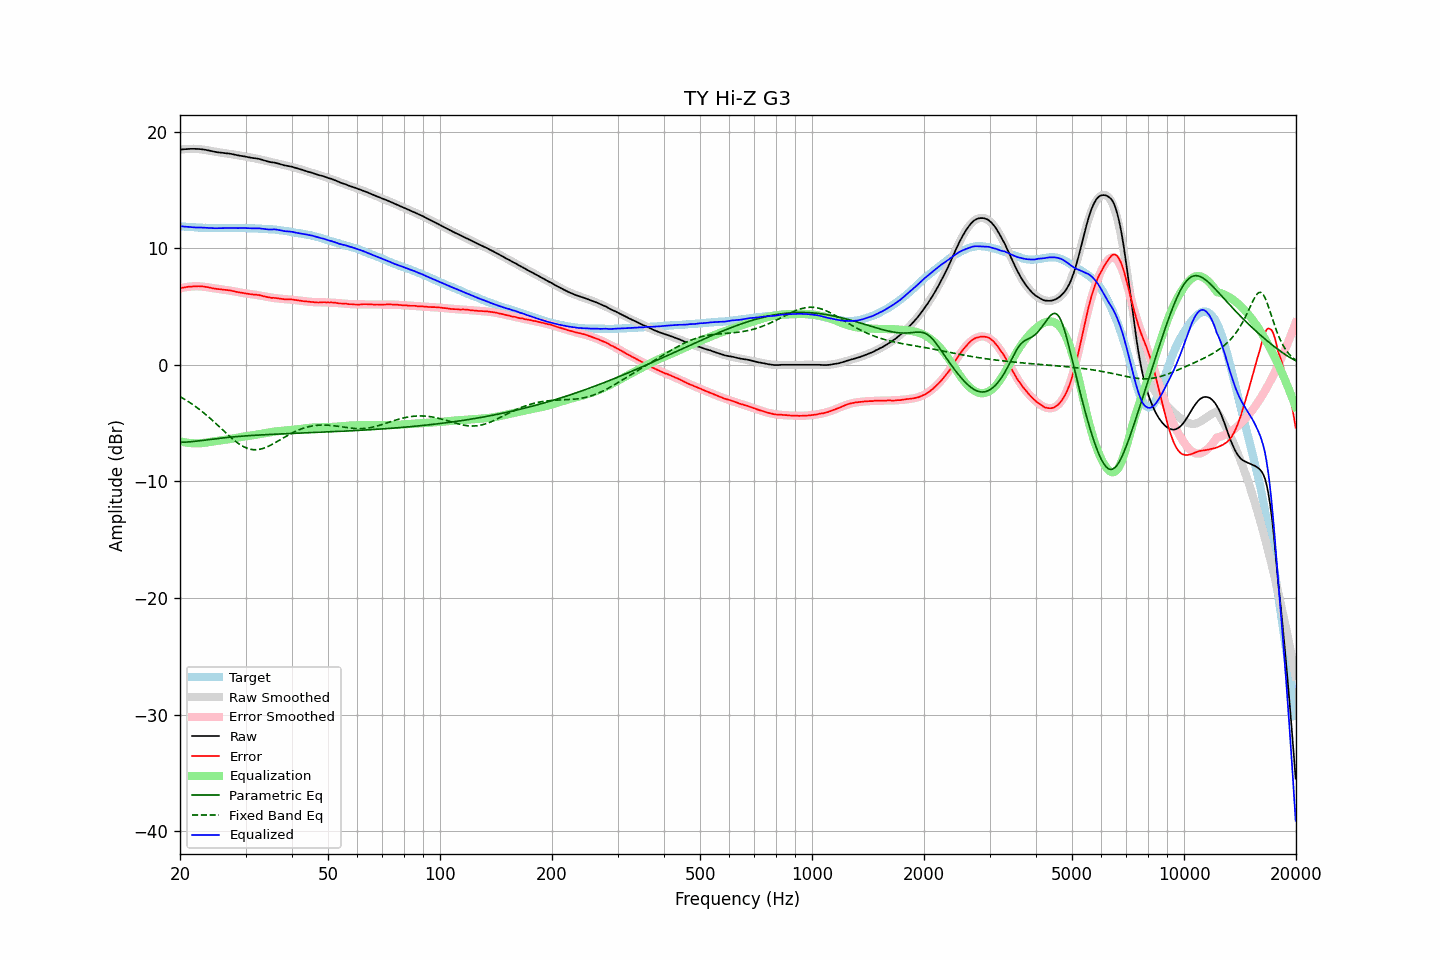 TY Hi-Z G3
20
10
0
−10
−20
−30
−40
Amplitude (dBr)
Target
Raw Smoothed
Error Smoothed
Raw
Error
Equalization
Parametric Eq
Fixed Band Eq
Equalized
20 50 100 200 500 1000 2000 5000 10000 20000
Frequency (Hz)